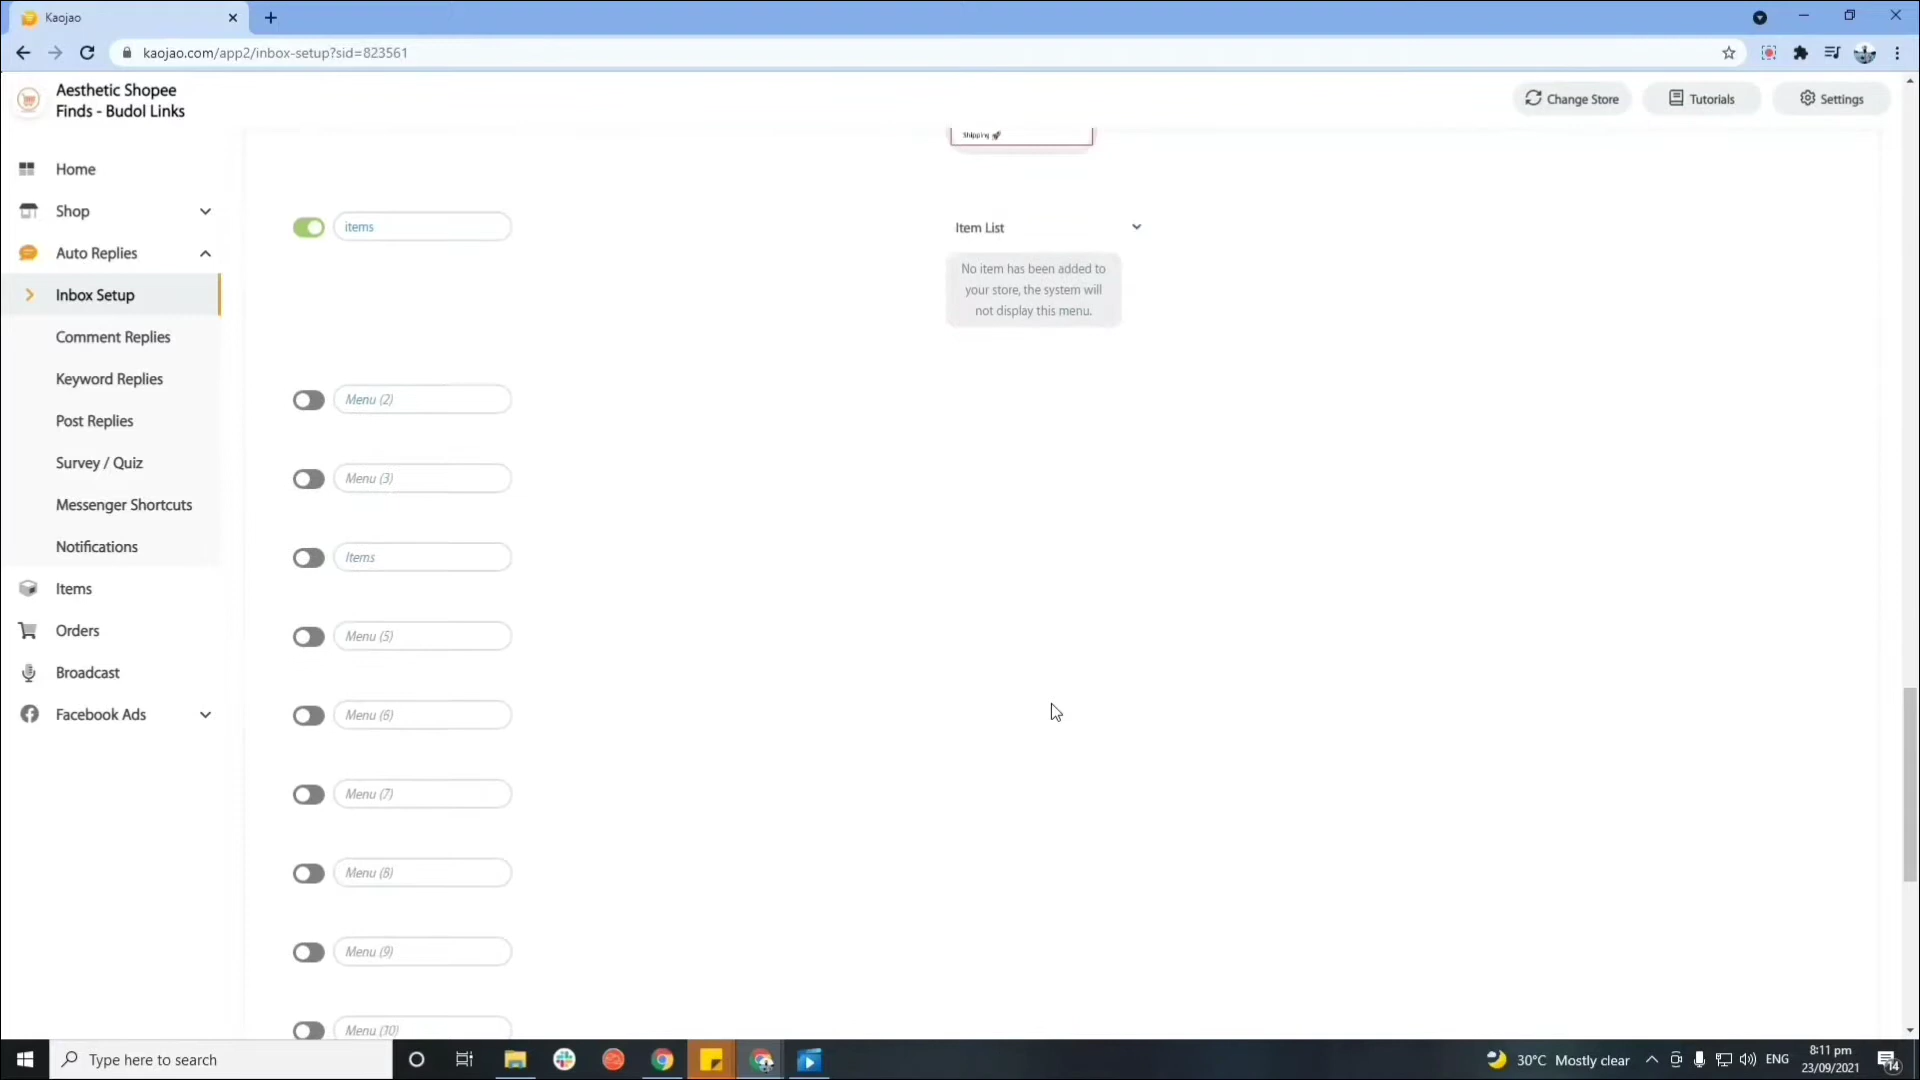 Kaojao
kaojao.com/app2/inbox-setup?sid=823561
Aesthetic Shopee
Finds - Budol Links
Change Store
Tutorials
Settings
Home
Shop
Auto Replies
Inbox Setup
Comment Replies
Keyword Replies
Post Replies
Survey / Quiz
Messenger Shortcuts
Notifications
Items
Orders
Broadcast
Facebook Ads
Shipping 🚀
items
Item List
No item has been added to
your store, the system will
not display this menu.
Menu (2)
Menu (3)
Items
Menu (5)
Menu (6)
Menu (7)
Menu (8)
Menu (9)
Menu (10)
Type here to search
30°C Mostly clear
ENG
8:11 pm
23/09/2021
14